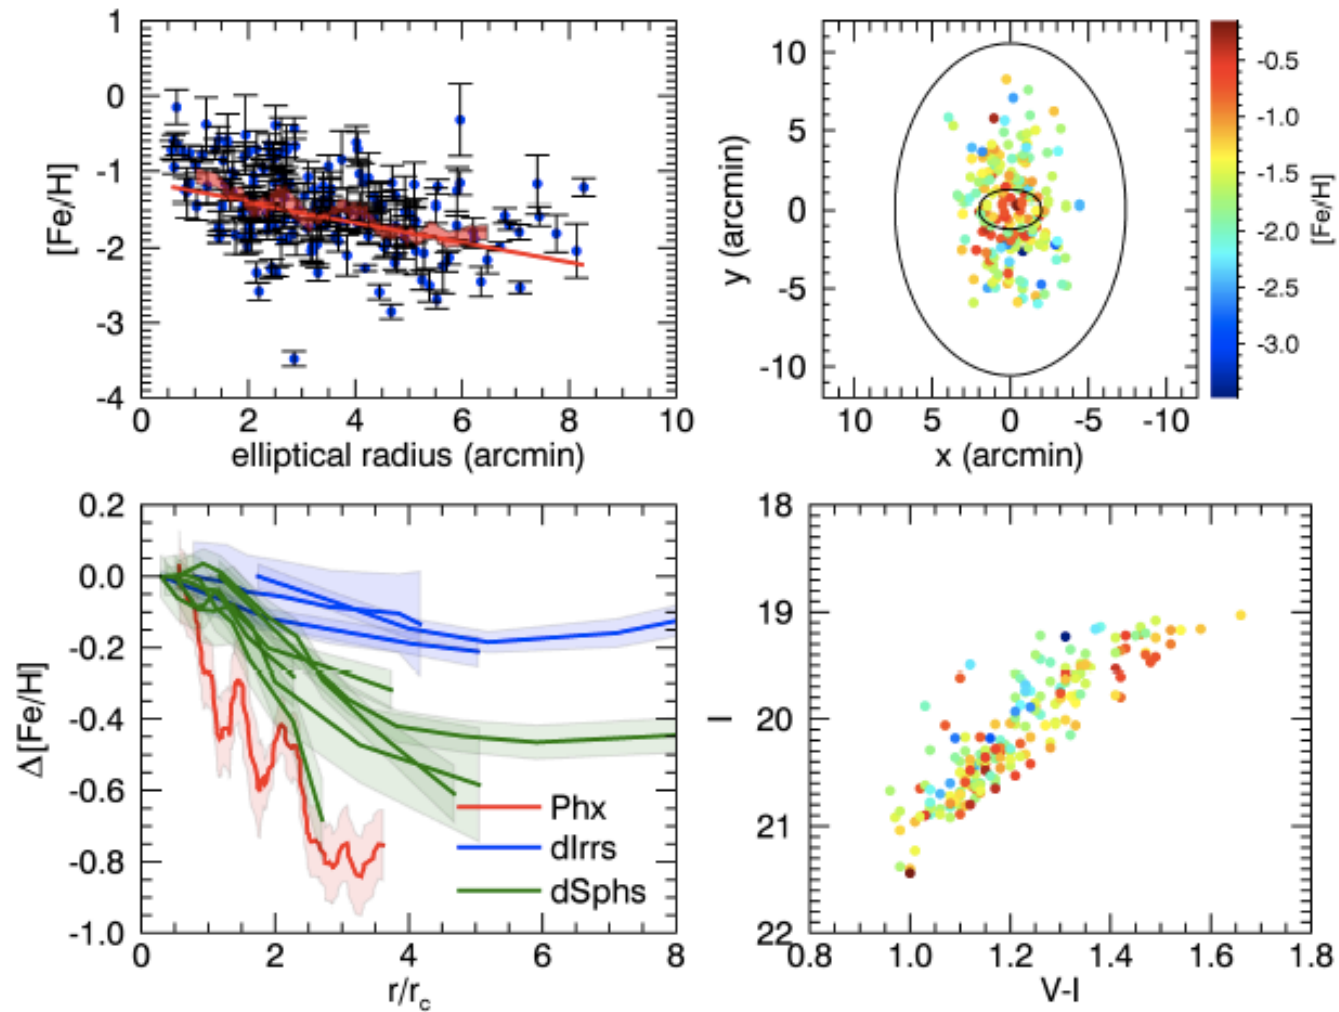 1
0
-1
-2
-3
-4
[Fe/H]
0 2 4 6 8 10
elliptical radius (arcmin)
10
5
0
-5
-10
y (arcmin)
10 5 0 -5 -10
x (arcmin)
-0.5
-1.0
-1.5
-2.0
-2.5
-3.0
[Fe/H]
0.2
0.0
-0.2
-0.4
-0.6
-0.8
-1.0
Δ[Fe/H]
Phx
dIrrs
dSphs
0 2 4 6 8
r/rc
18
19
20
21
22
I
0.8 1.0 1.2 1.4 1.6 1.8
V-I